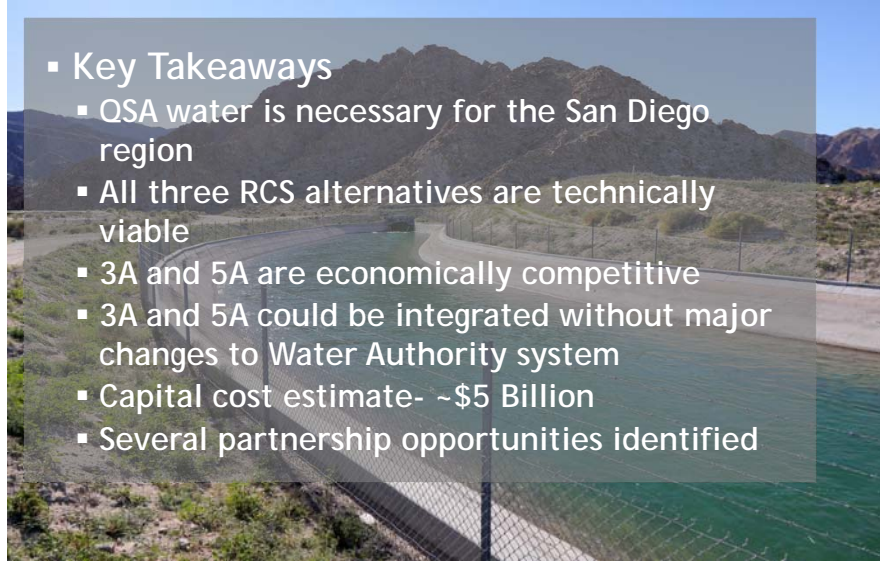 ▪ Key Takeaways
▪ QSA water is necessary for the San Diego
region
▪ All three RCS alternatives are technically
viable
▪ 3A and 5A are economically competitive
▪ 3A and 5A could be integrated without major
changes to Water Authority system
▪ Capital cost estimate- ~$5 Billion
▪ Several partnership opportunities identified